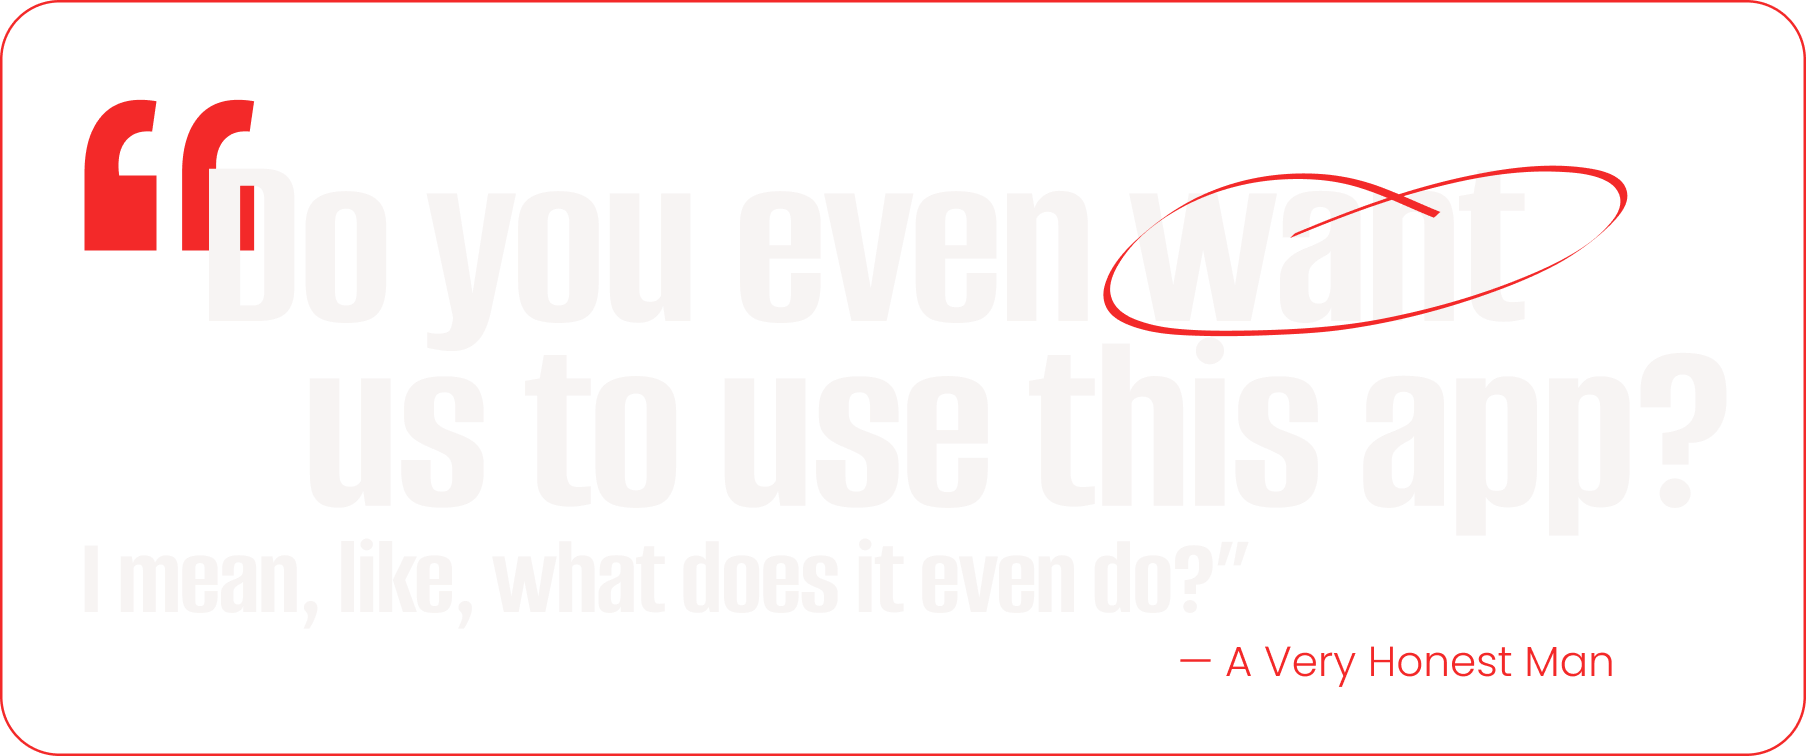 “Do you even want
us to use this app?
I mean, like, what does it even do?”
— A Very Honest Man